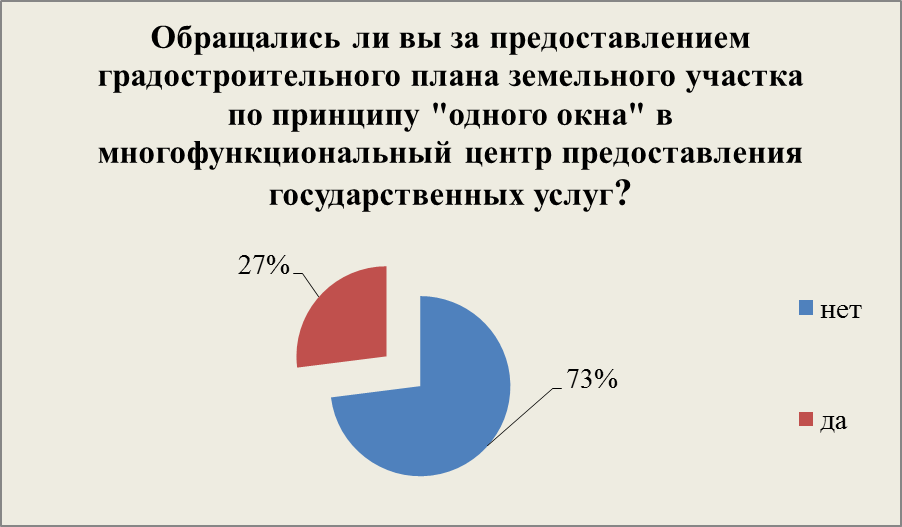 Обращались ли вы за предоставлением
градостроительного плана земельного участка
по принципу "одного окна" в
многофункциональный центр предоставления
государственных услуг?
27%
нет
73%
да